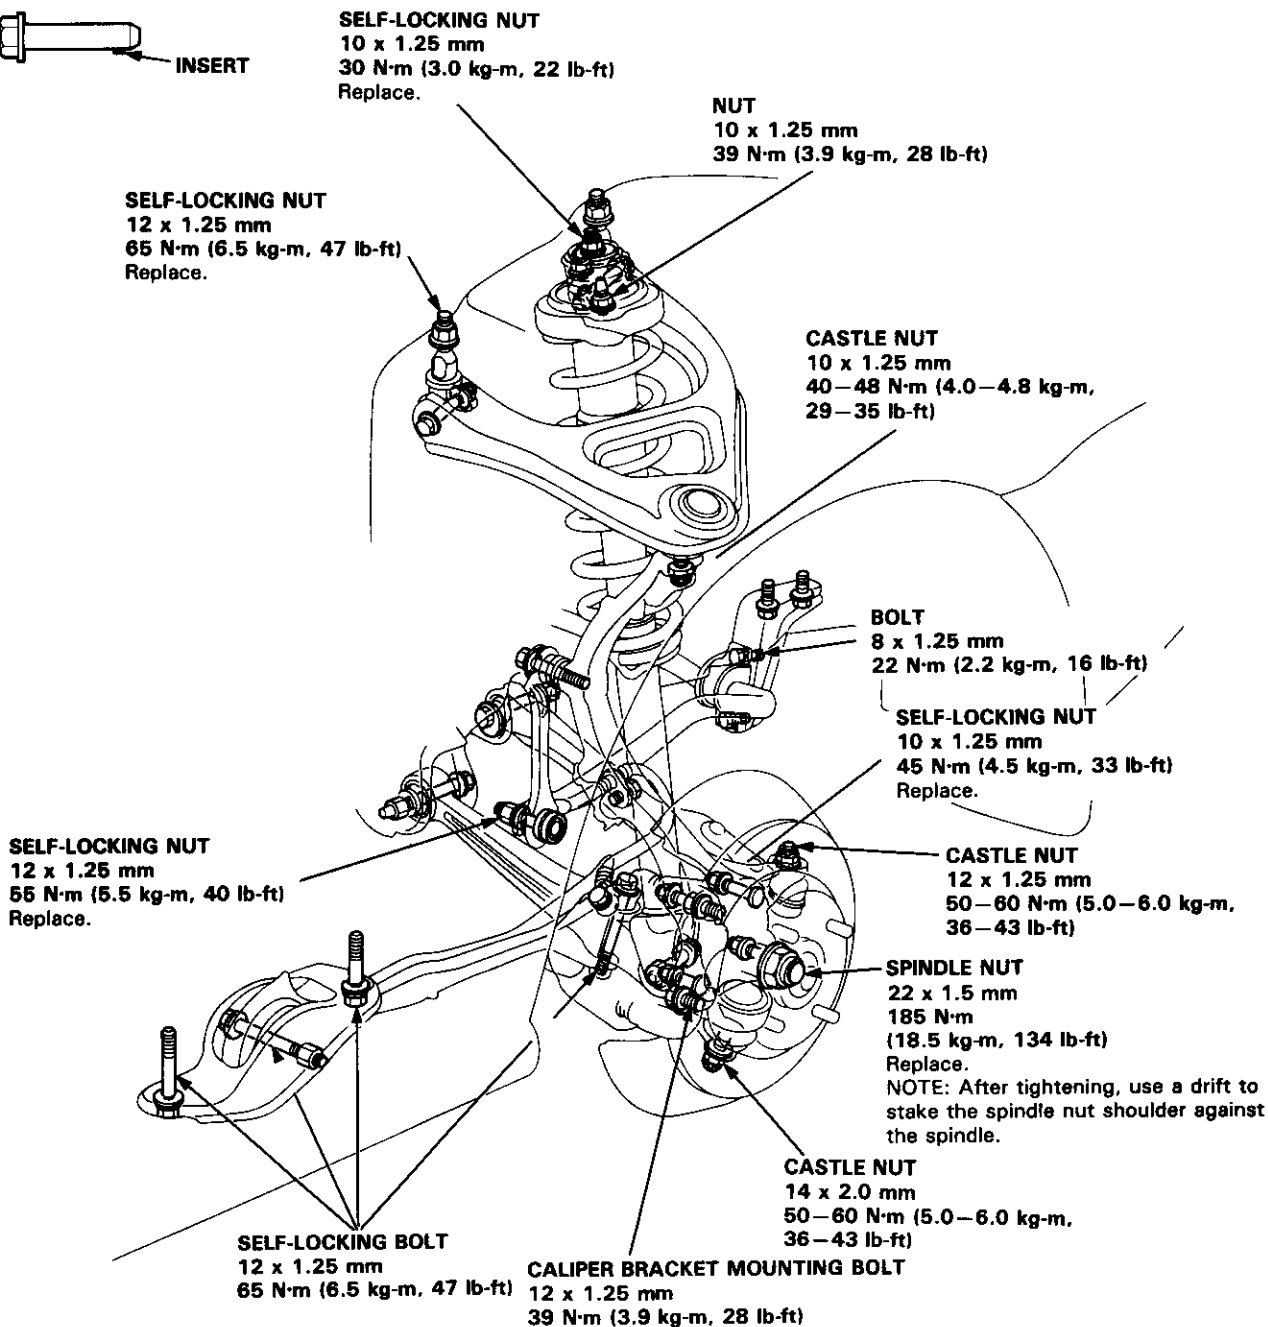 INSERT
SELF-LOCKING NUT
10 x 1.25 mm
30 N·m (3.0 kg-m, 22 lb-ft)
Replace.
NUT
10 x 1.25 mm
39 N·m (3.9 kg-m, 28 lb-ft)
SELF-LOCKING NUT
12 x 1.25 mm
65 N·m (6.5 kg-m, 47 lb-ft)
Replace.
CASTLE NUT
10 x 1.25 mm
40—48 N·m (4.0—4.8 kg-m,
29—35 lb-ft)
BOLT
8 x 1.25 mm
22 N·m (2.2 kg-m, 16 lb-ft)
SELF-LOCKING NUT
10 x 1.25 mm
45 N·m (4.5 kg-m, 33 lb-ft)
Replace.
SELF-LOCKING NUT
12 x 1.25 mm
55 N·m (5.5 kg-m, 40 lb-ft)
Replace.
CASTLE NUT
12 x 1.25 mm
50—60 N·m (5.0—6.0 kg-m,
36—43 lb-ft)
SPINDLE NUT
22 x 1.5 mm
185 N·m
(18.5 kg-m, 134 lb-ft)
Replace.
NOTE: After tightening, use a drift to
stake the spindle nut shoulder against
the spindle.
CASTLE NUT
14 x 2.0 mm
50—60 N·m (5.0—6.0 kg-m,
36—43 lb-ft)
SELF-LOCKING BOLT
12 x 1.25 mm
65 N·m (6.5 kg-m, 47 lb-ft)
CALIPER BRACKET MOUNTING BOLT
12 x 1.25 mm
39 N·m (3.9 kg-m, 28 lb-ft)